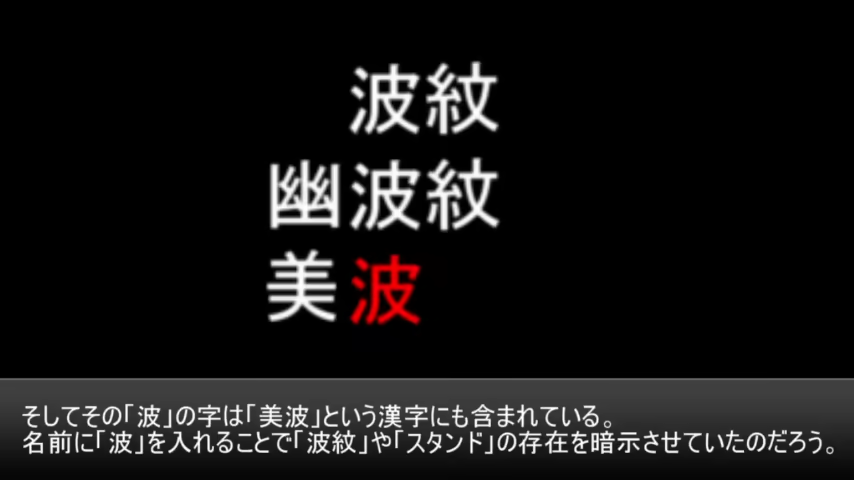 波紋
幽波紋
美波
そしてその「波」の字は「美波」という漢字にも含まれている。
名前に「波」を入れることで「波紋」や「スタンド」の存在を暗示させていたのだろう。